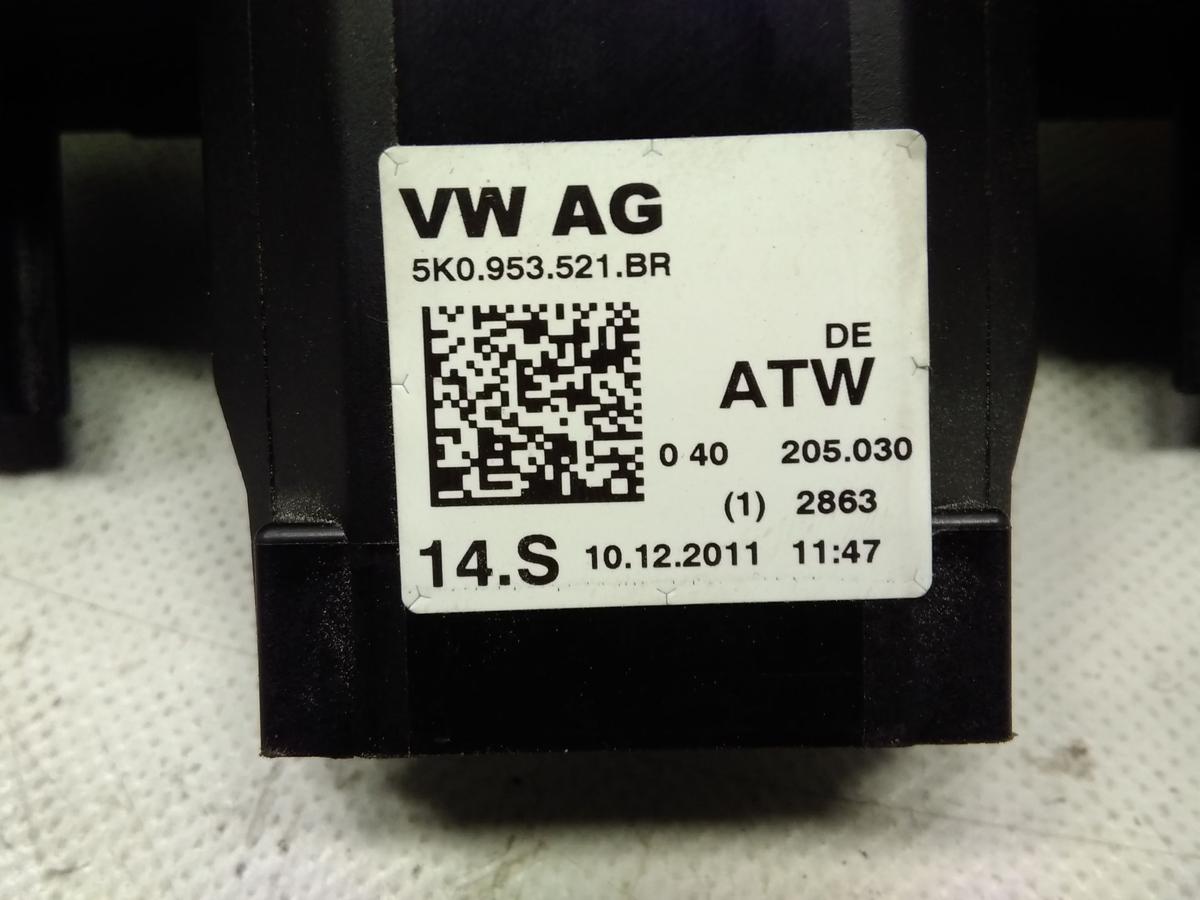 VW AG
5K0.953.521.BR
DE
ATW
0 40 205.030
(1) 2863
14.S 10.12.2011 11:47